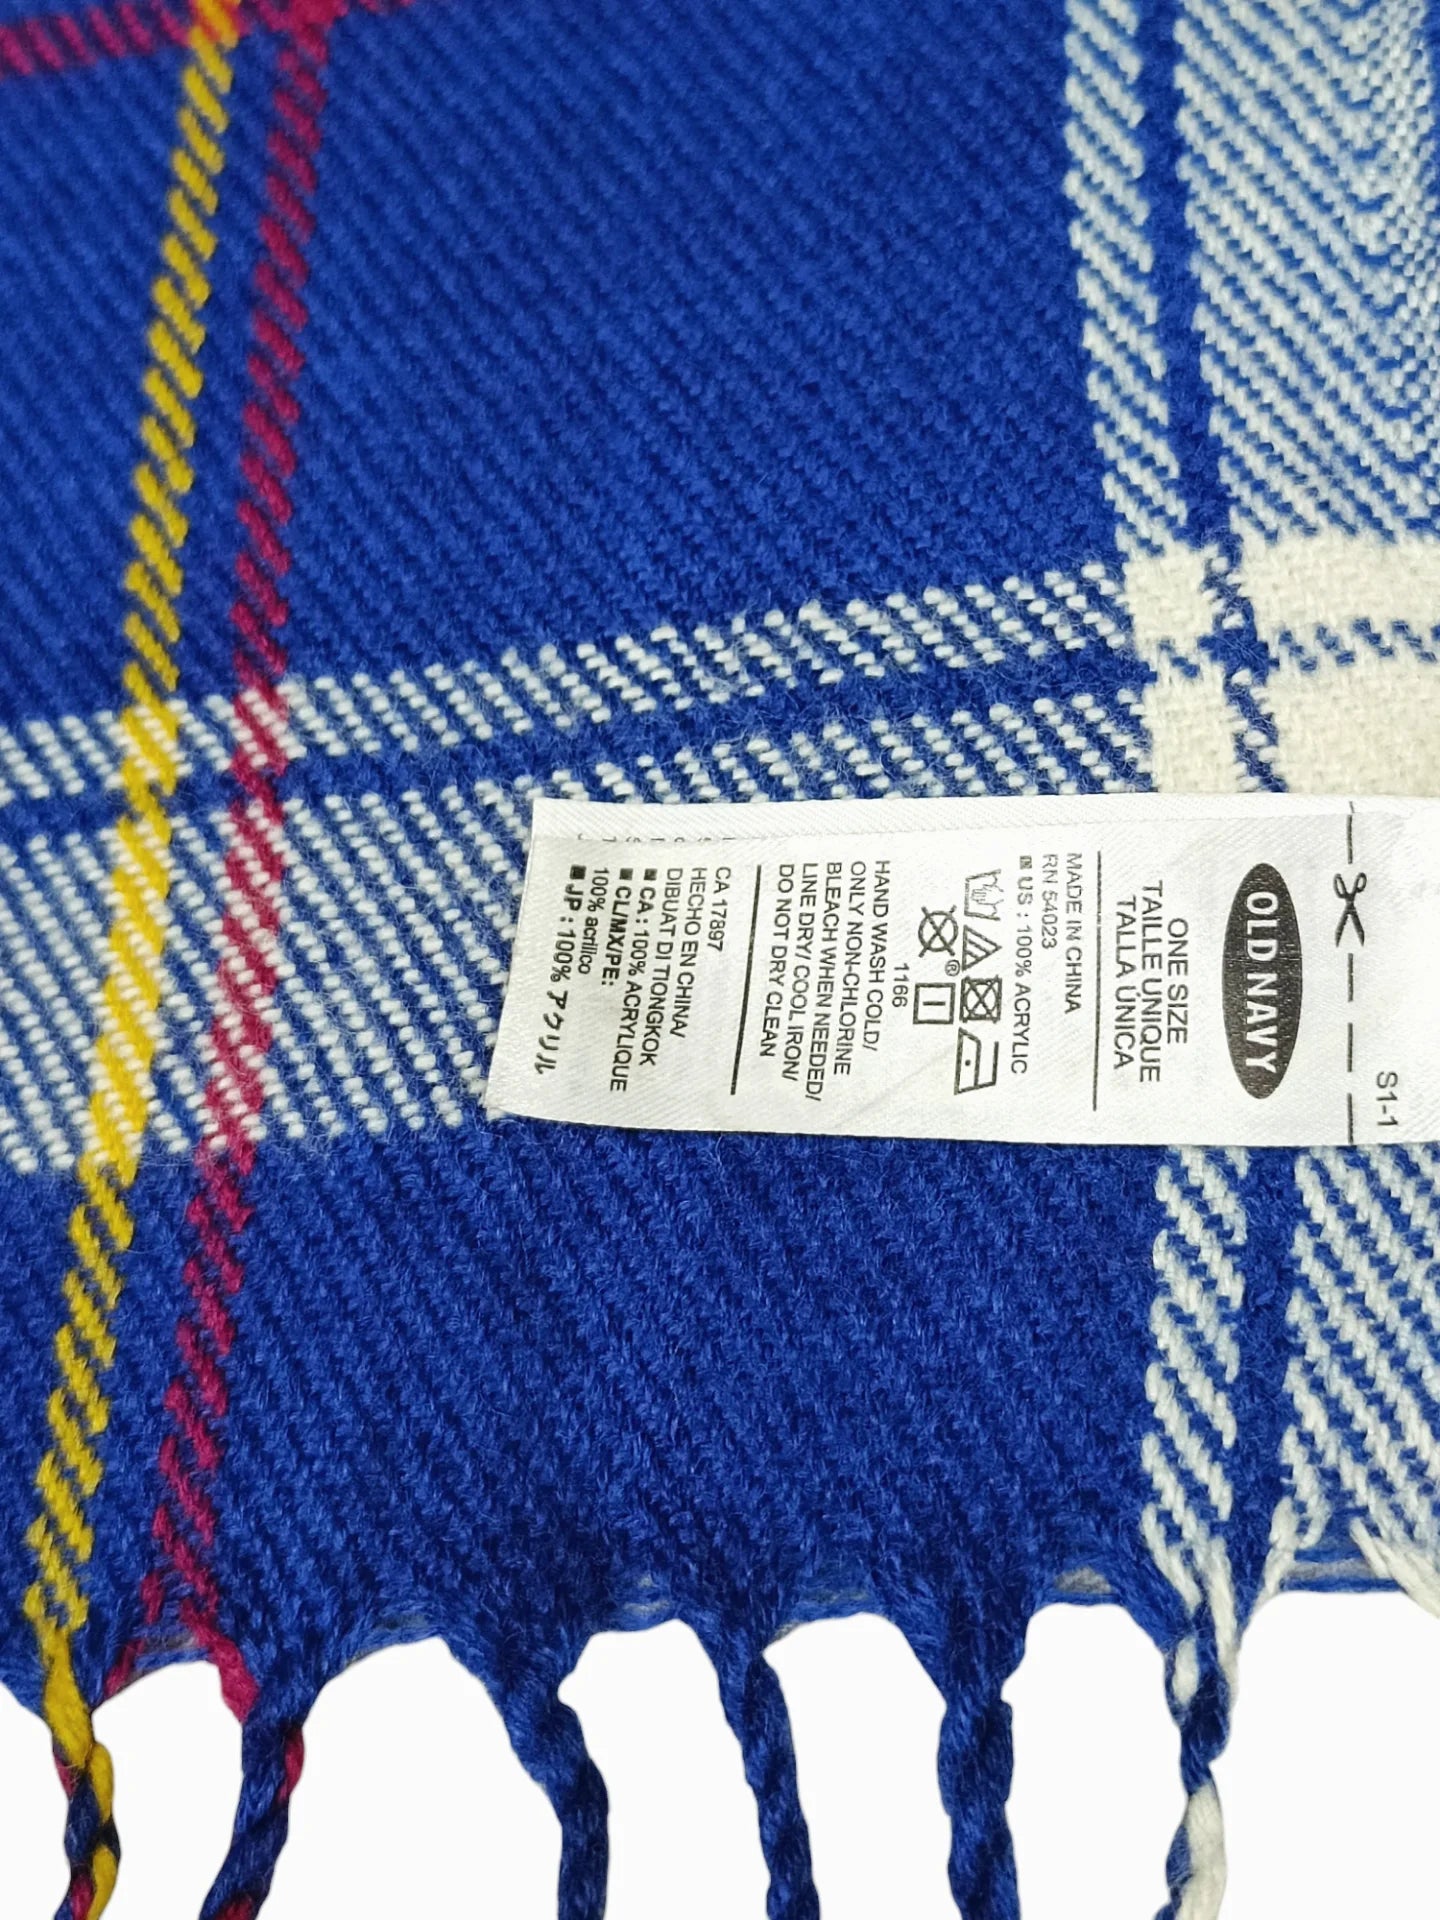 S1-1
OLD NAVY
ONE SIZE
TAILLE UNIQUE
TALLA ÚNICA
MADE IN CHINA
RN 54023
US : 100% ACRYLIC
®
1166
HAND WASH COLD/
ONLY NON-CHLORINE
BLEACH WHEN NEEDED/
LINE DRY/ COOL IRON/
DO NOT DRY CLEAN
CA 17897
HECHO EN CHINA/
DIBUAT DI TIONGKOK
CA : 100% ACRYLIQUE
CL/MX/PE:
100% acrílico
JP : 100% アクリル